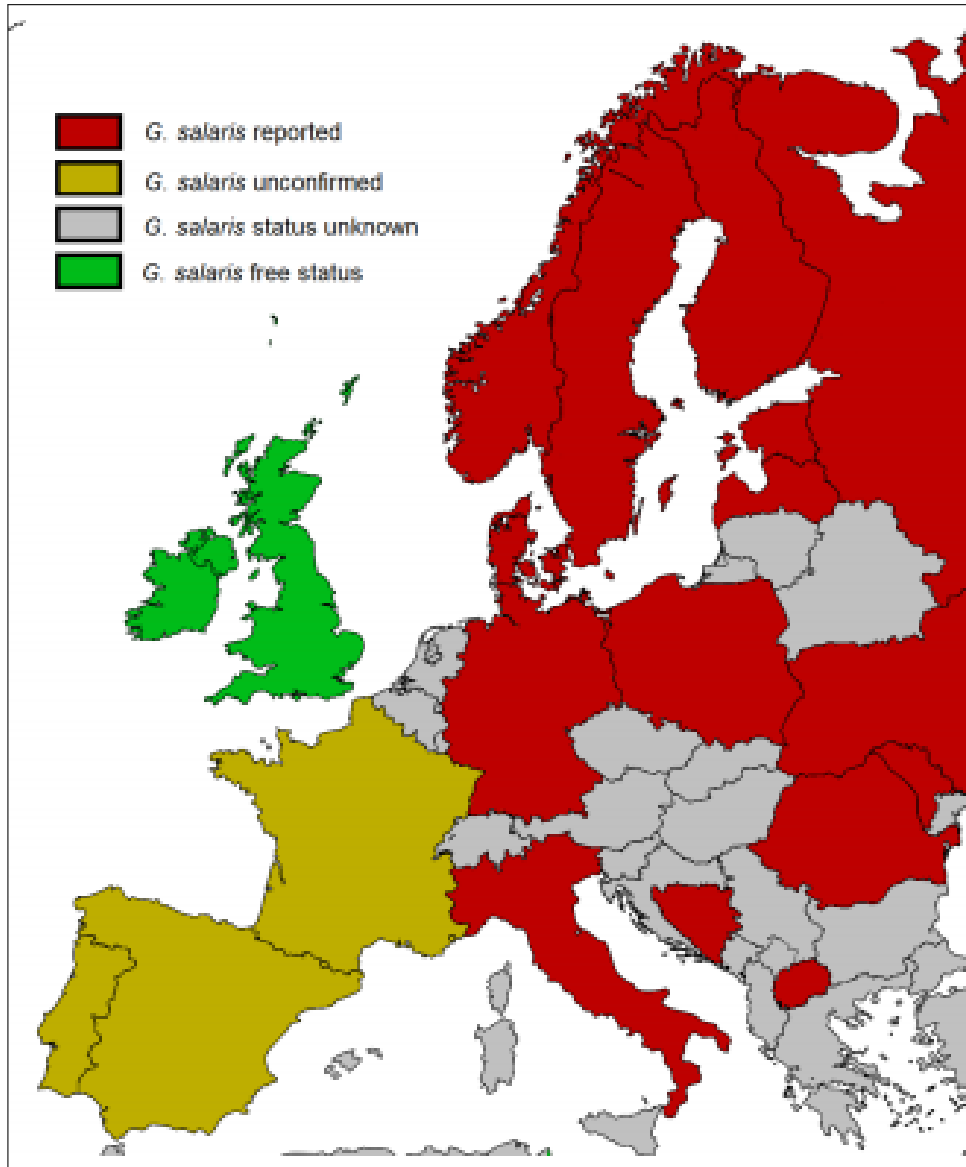 G. salaris reported
G. salaris unconfirmed
G. salaris status unknown
G. salaris free status